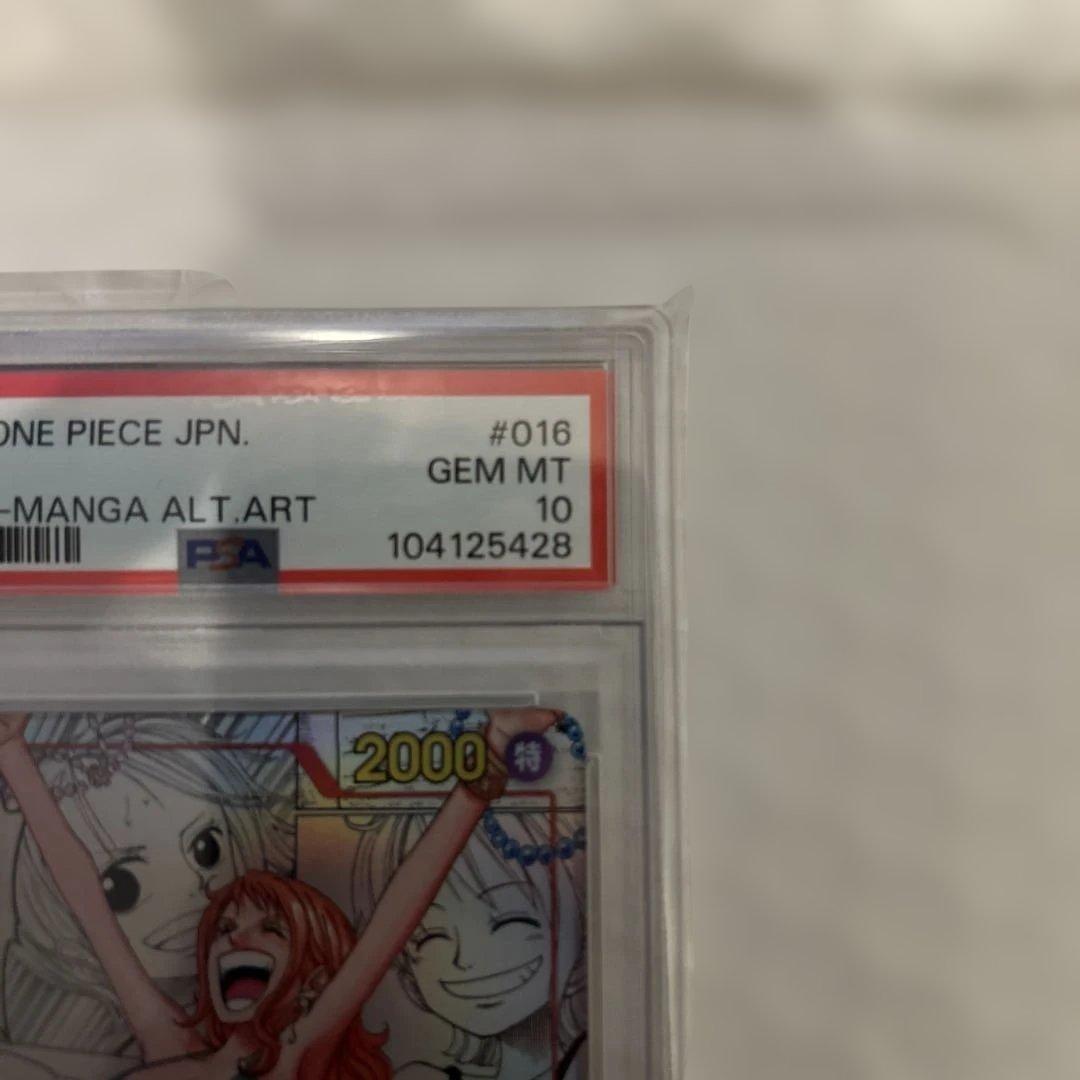 ONE PIECE JPN. #016
GEM MT
-MANGA ALT.ART 10
PSA 104125428
2000 特